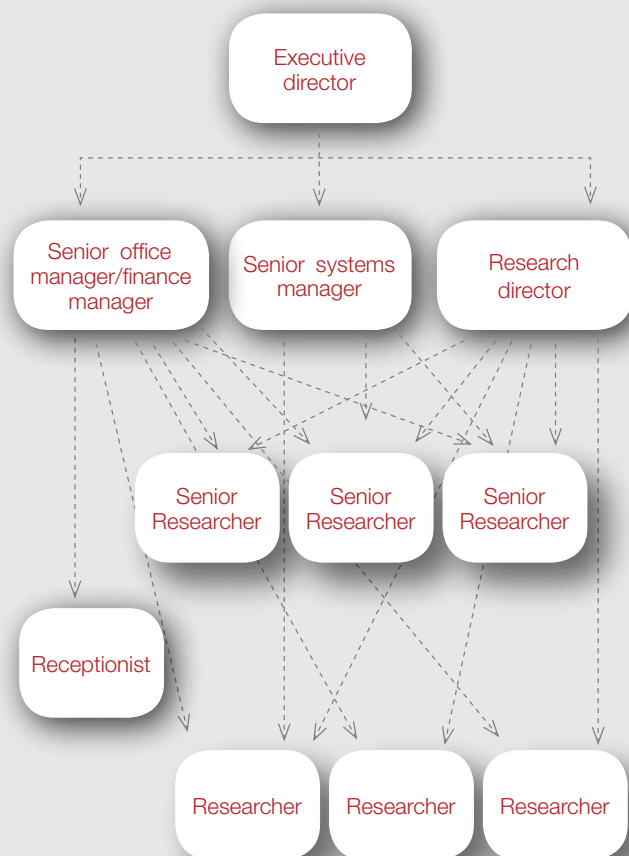 Executive
director
Senior office
manager/finance
manager
Senior systems
manager
Research
director
Senior
Researcher
Senior
Researcher
Senior
Researcher
Receptionist
Researcher
Researcher
Researcher